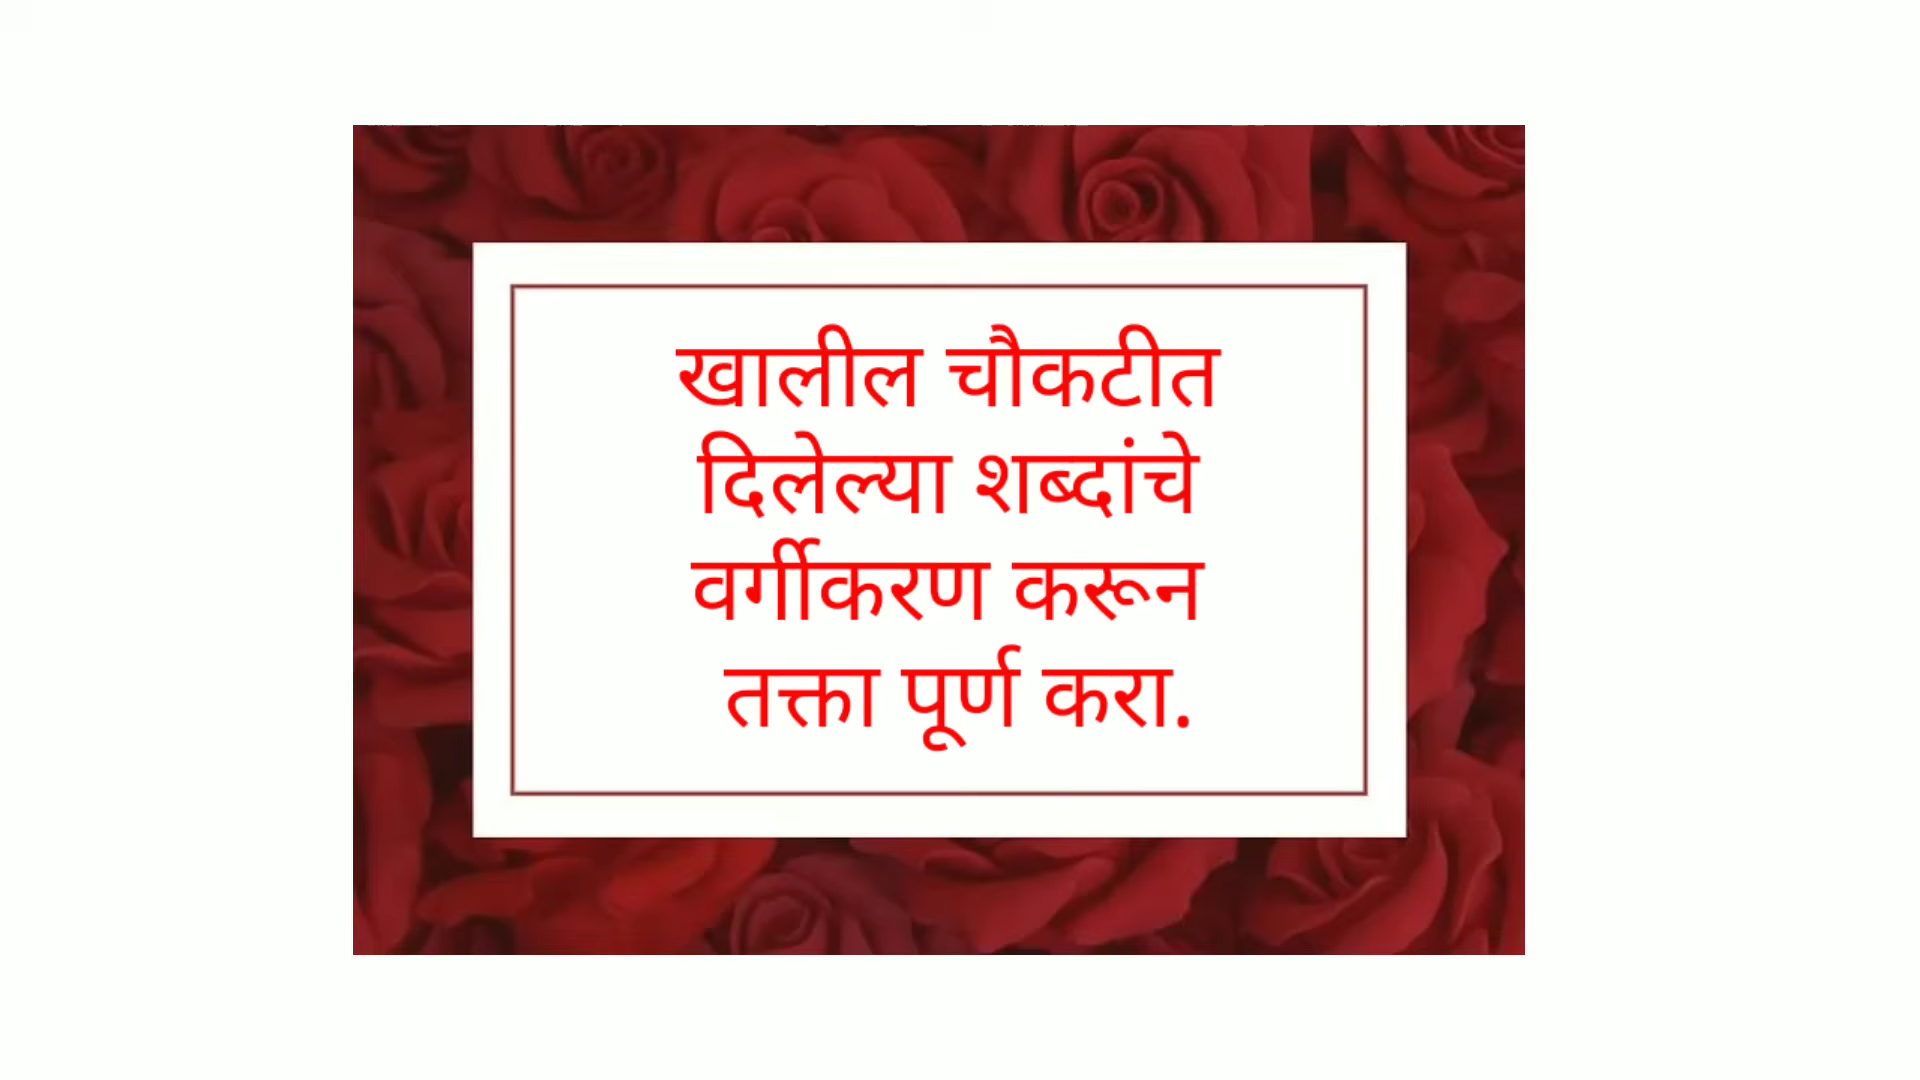 खालील चौकटीत
दिलेल्या शब्दांचे
वर्गीकरण करून
तक्ता पूर्ण करा.